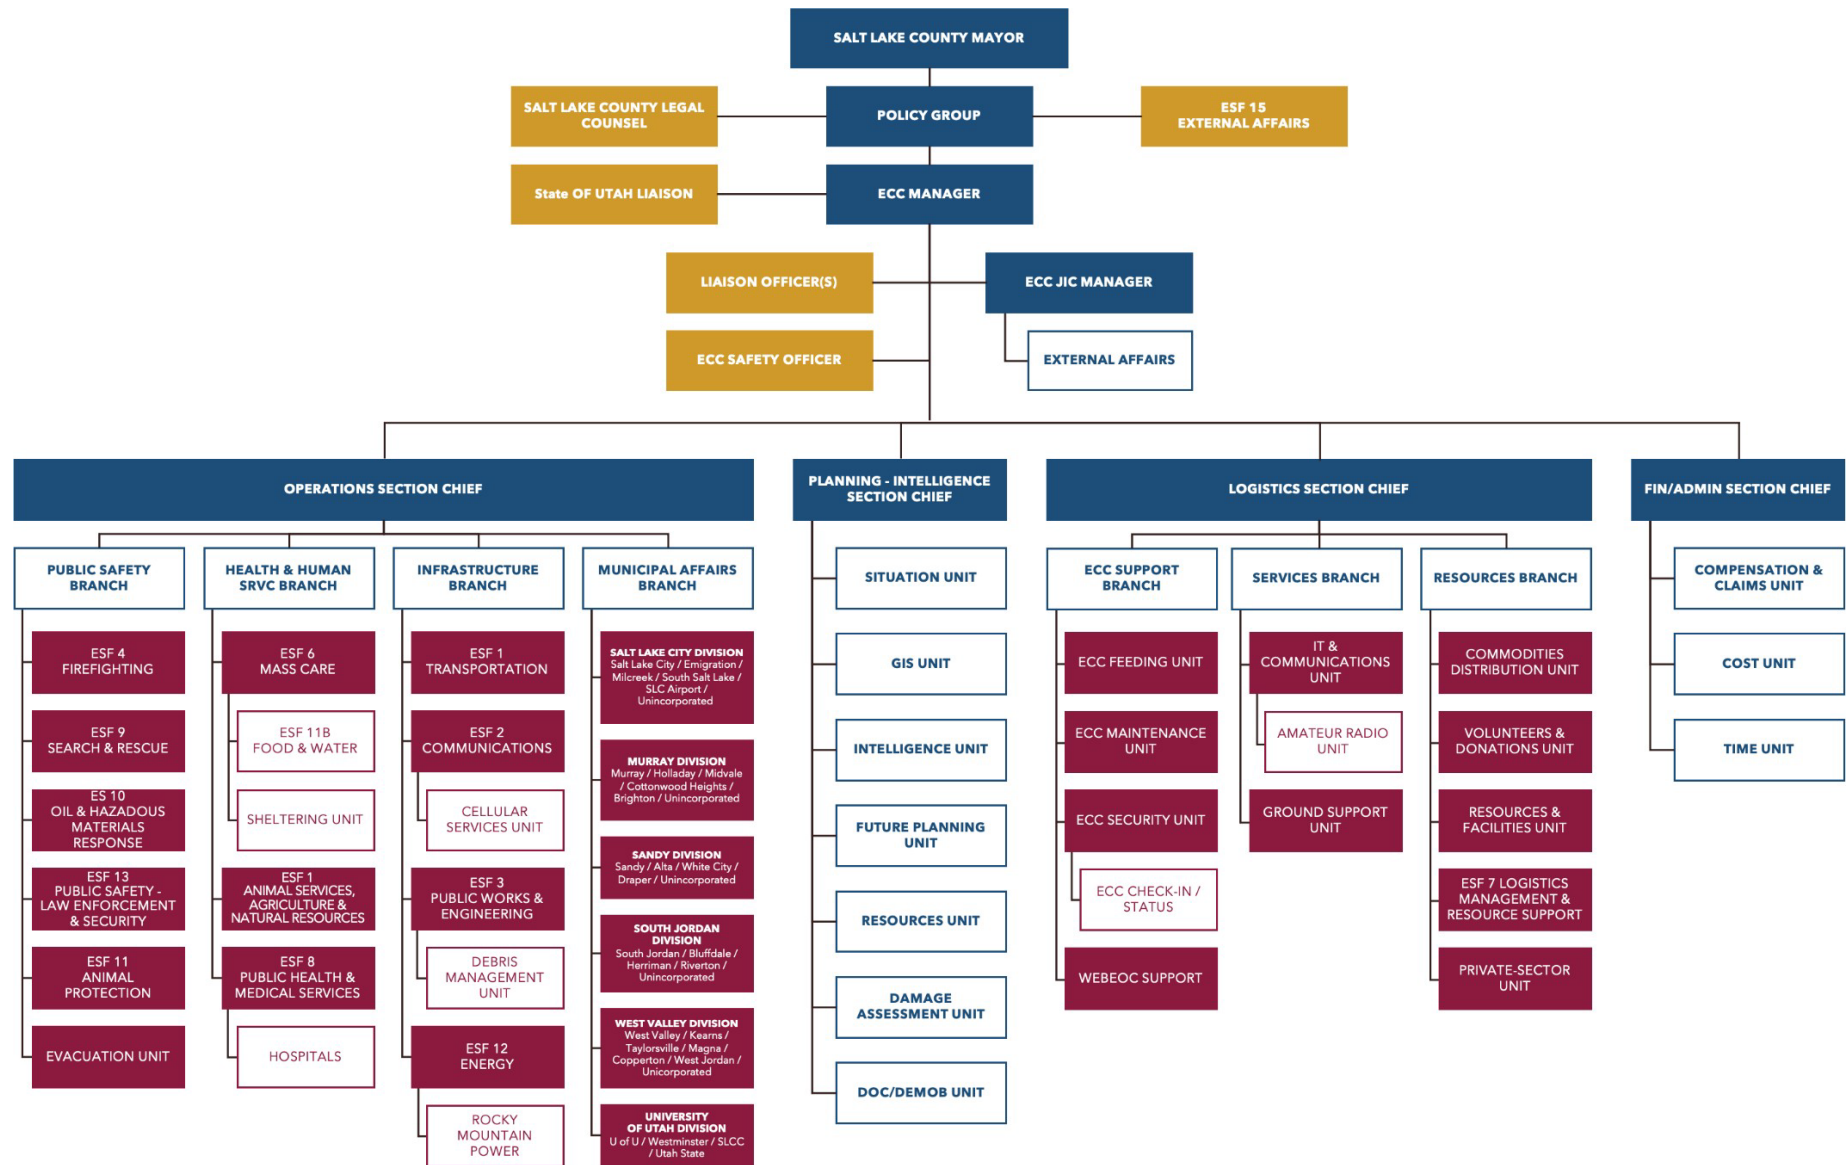 SALT LAKE COUNTY MAYOR
SALT LAKE COUNTY LEGAL
COUNSEL
POLICY GROUP
ESF 15
EXTERNAL AFFAIRS
State OF UTAH LIAISON
ECC MANAGER
LIAISON OFFICER(S)
ECC JIC MANAGER
ECC SAFETY OFFICER
EXTERNAL AFFAIRS
OPERATIONS SECTION CHIEF
PUBLIC SAFETY
BRANCH
ESF 4
FIREFIGHTING
ESF 9
SEARCH & RESCUE
ES 10
OIL & HAZADOUS
MATERIALS
RESPONSE
ESF 13
PUBLIC SAFETY -
LAW ENFORCEMENT
& SECURITY
ESF 11
ANIMAL
PROTECTION
EVACUATION UNIT
HEALTH & HUMAN
SRVC BRANCH
ESF 6
MASS CARE
ESF 11B
FOOD & WATER
SHELTERING UNIT
ESF 1
ANIMAL SERVICES,
AGRICULTURE &
NATURAL RESOURCES
ESF 8
PUBLIC HEALTH &
MEDICAL SERVICES
HOSPITALS
INFRASTRUCTURE
BRANCH
ESF 1
TRANSPORTATION
ESF 2
COMMUNICATIONS
CELLULAR
SERVICES UNIT
ESF 3
PUBLIC WORKS &
ENGINEERING
DEBRIS
MANAGEMENT
UNIT
ESF 12
ENERGY
ROCKY
MOUNTAIN
POWER
MUNICIPAL AFFAIRS
BRANCH
SALT LAKE CITY DIVISION
Salt Lake City / Emigration /
Milcreek / South Salt Lake /
SLC Airport /
Unincorporated
MURRAY DIVISION
Murray / Holladay / Midvale
/ Cottonwood Heights /
Brighton / Unincorporated
SANDY DIVISION
Sandy / Alta / White City /
Draper / Unincorporated
SOUTH JORDAN
DIVISION
South Jordan / Bluffdale /
Herriman / Riverton /
Unincorporated
WEST VALLEY DIVISION
West Valley / Kearns /
Taylorsville / Magna /
Copperton / West Jordan /
Unicorporated
UNIVERSITY
OF UTAH DIVISION
U of U / Westminster / SLCC
/ Utah State
PLANNING - INTELLIGENCE
SECTION CHIEF
SITUATION UNIT
GIS UNIT
INTELLIGENCE UNIT
FUTURE PLANNING
UNIT
RESOURCES UNIT
DAMAGE
ASSESSMENT UNIT
DOC/DEMOB UNIT
LOGISTICS SECTION CHIEF
ECC SUPPORT
BRANCH
ECC FEEDING UNIT
ECC MAINTENANCE
UNIT
ECC SECURITY UNIT
ECC CHECK-IN /
STATUS
WEBEOC SUPPORT
SERVICES BRANCH
IT &
COMMUNICATIONS
UNIT
AMATEUR RADIO
UNIT
GROUND SUPPORT
UNIT
RESOURCES BRANCH
COMMODITIES
DISTRIBUTION UNIT
VOLUNTEERS &
DONATIONS UNIT
RESOURCES &
FACILITIES UNIT
ESF 7 LOGISTICS
MANAGEMENT &
RESOURCE SUPPORT
PRIVATE-SECTOR
UNIT
FIN/ADMIN SECTION CHIEF
COMPENSATION &
CLAIMS UNIT
COST UNIT
TIME UNIT